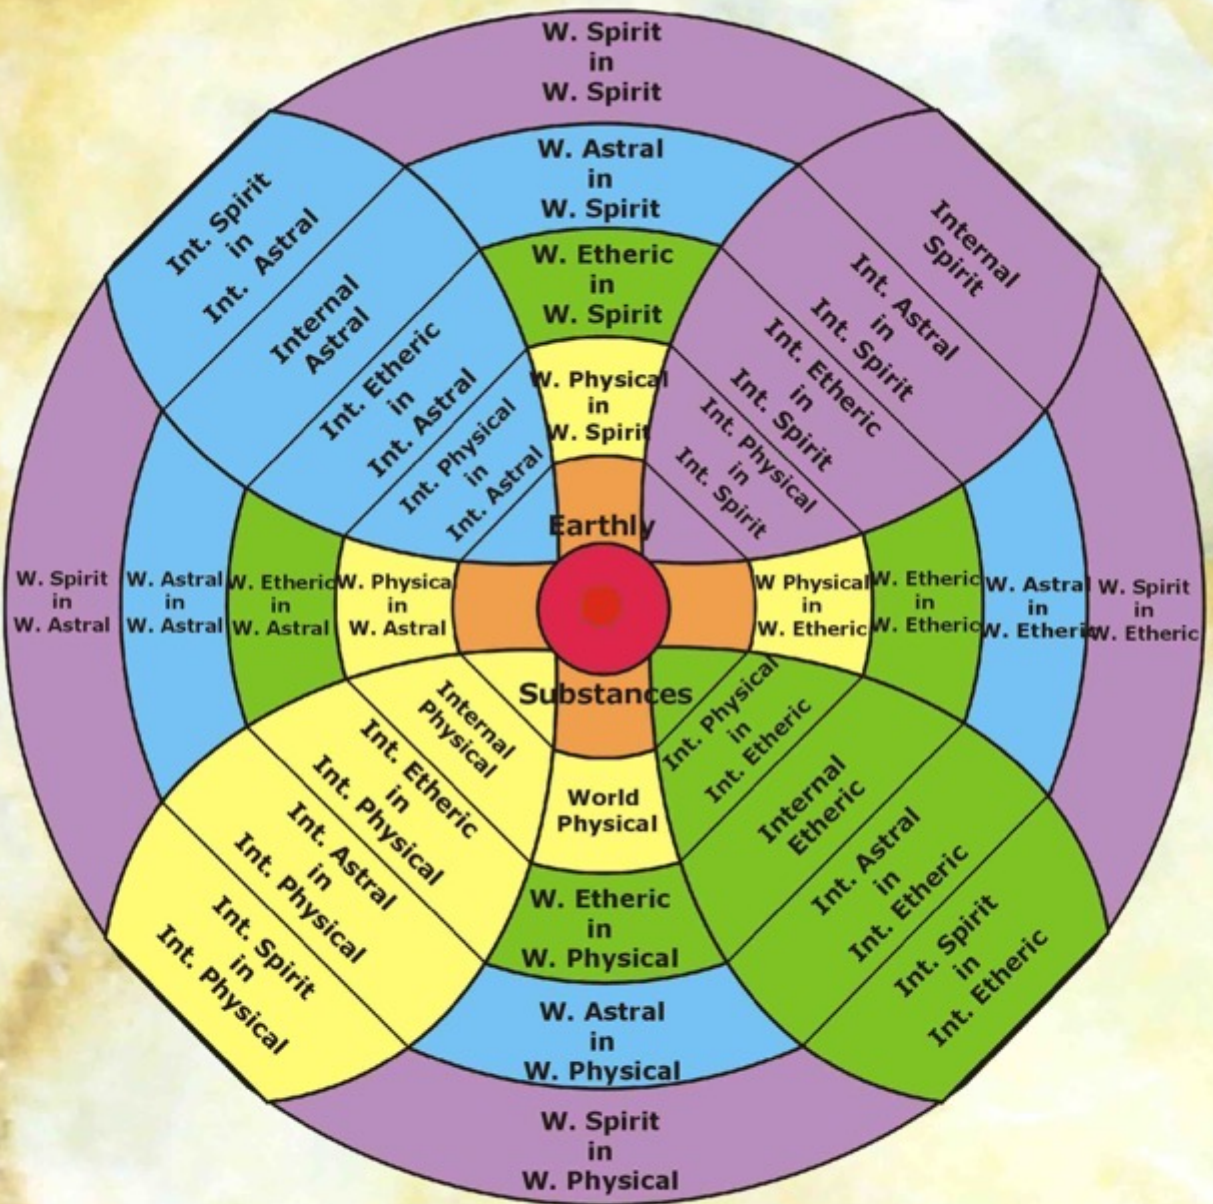 W. Spirit
in
W. Spirit
W. Astral
in
W. Spirit
W. Etheric
in
W. Spirit
W. Physical
in
W. Spirit
Int. Spirit
in
Int. Astral
Internal
Astral
Int. Etheric
in
Int. Astral
Int. Physical
in
Int. Astral
Internal
Spirit
Int. Astral
in
Int. Spirit
Int. Etheric
in
Int. Spirit
Int. Physical
in
Int. Spirit
Earthly
Substances
W. Spirit
in
W. Astral
W. Astral
in
W. Astral
W. Etheric
in
W. Astral
W. Physical
in
W. Astral
W Physical
in
W. Etheric
W. Etheric
in
W. Etheric
W. Astral
in
W. Etheric
W. Spirit
in
W. Etheric
Internal
Physical
Int. Etheric
in
Int. Physical
Int. Astral
in
Int. Physical
Int. Spirit
in
Int. Physical
Int. Physical
in
Int. Etheric
Internal
Etheric
Int. Astral
in
Int. Etheric
Int. Spirit
in
Int. Etheric
World
Physical
W. Etheric
in
W. Physical
W. Astral
in
W. Physical
W. Spirit
in
W. Physical